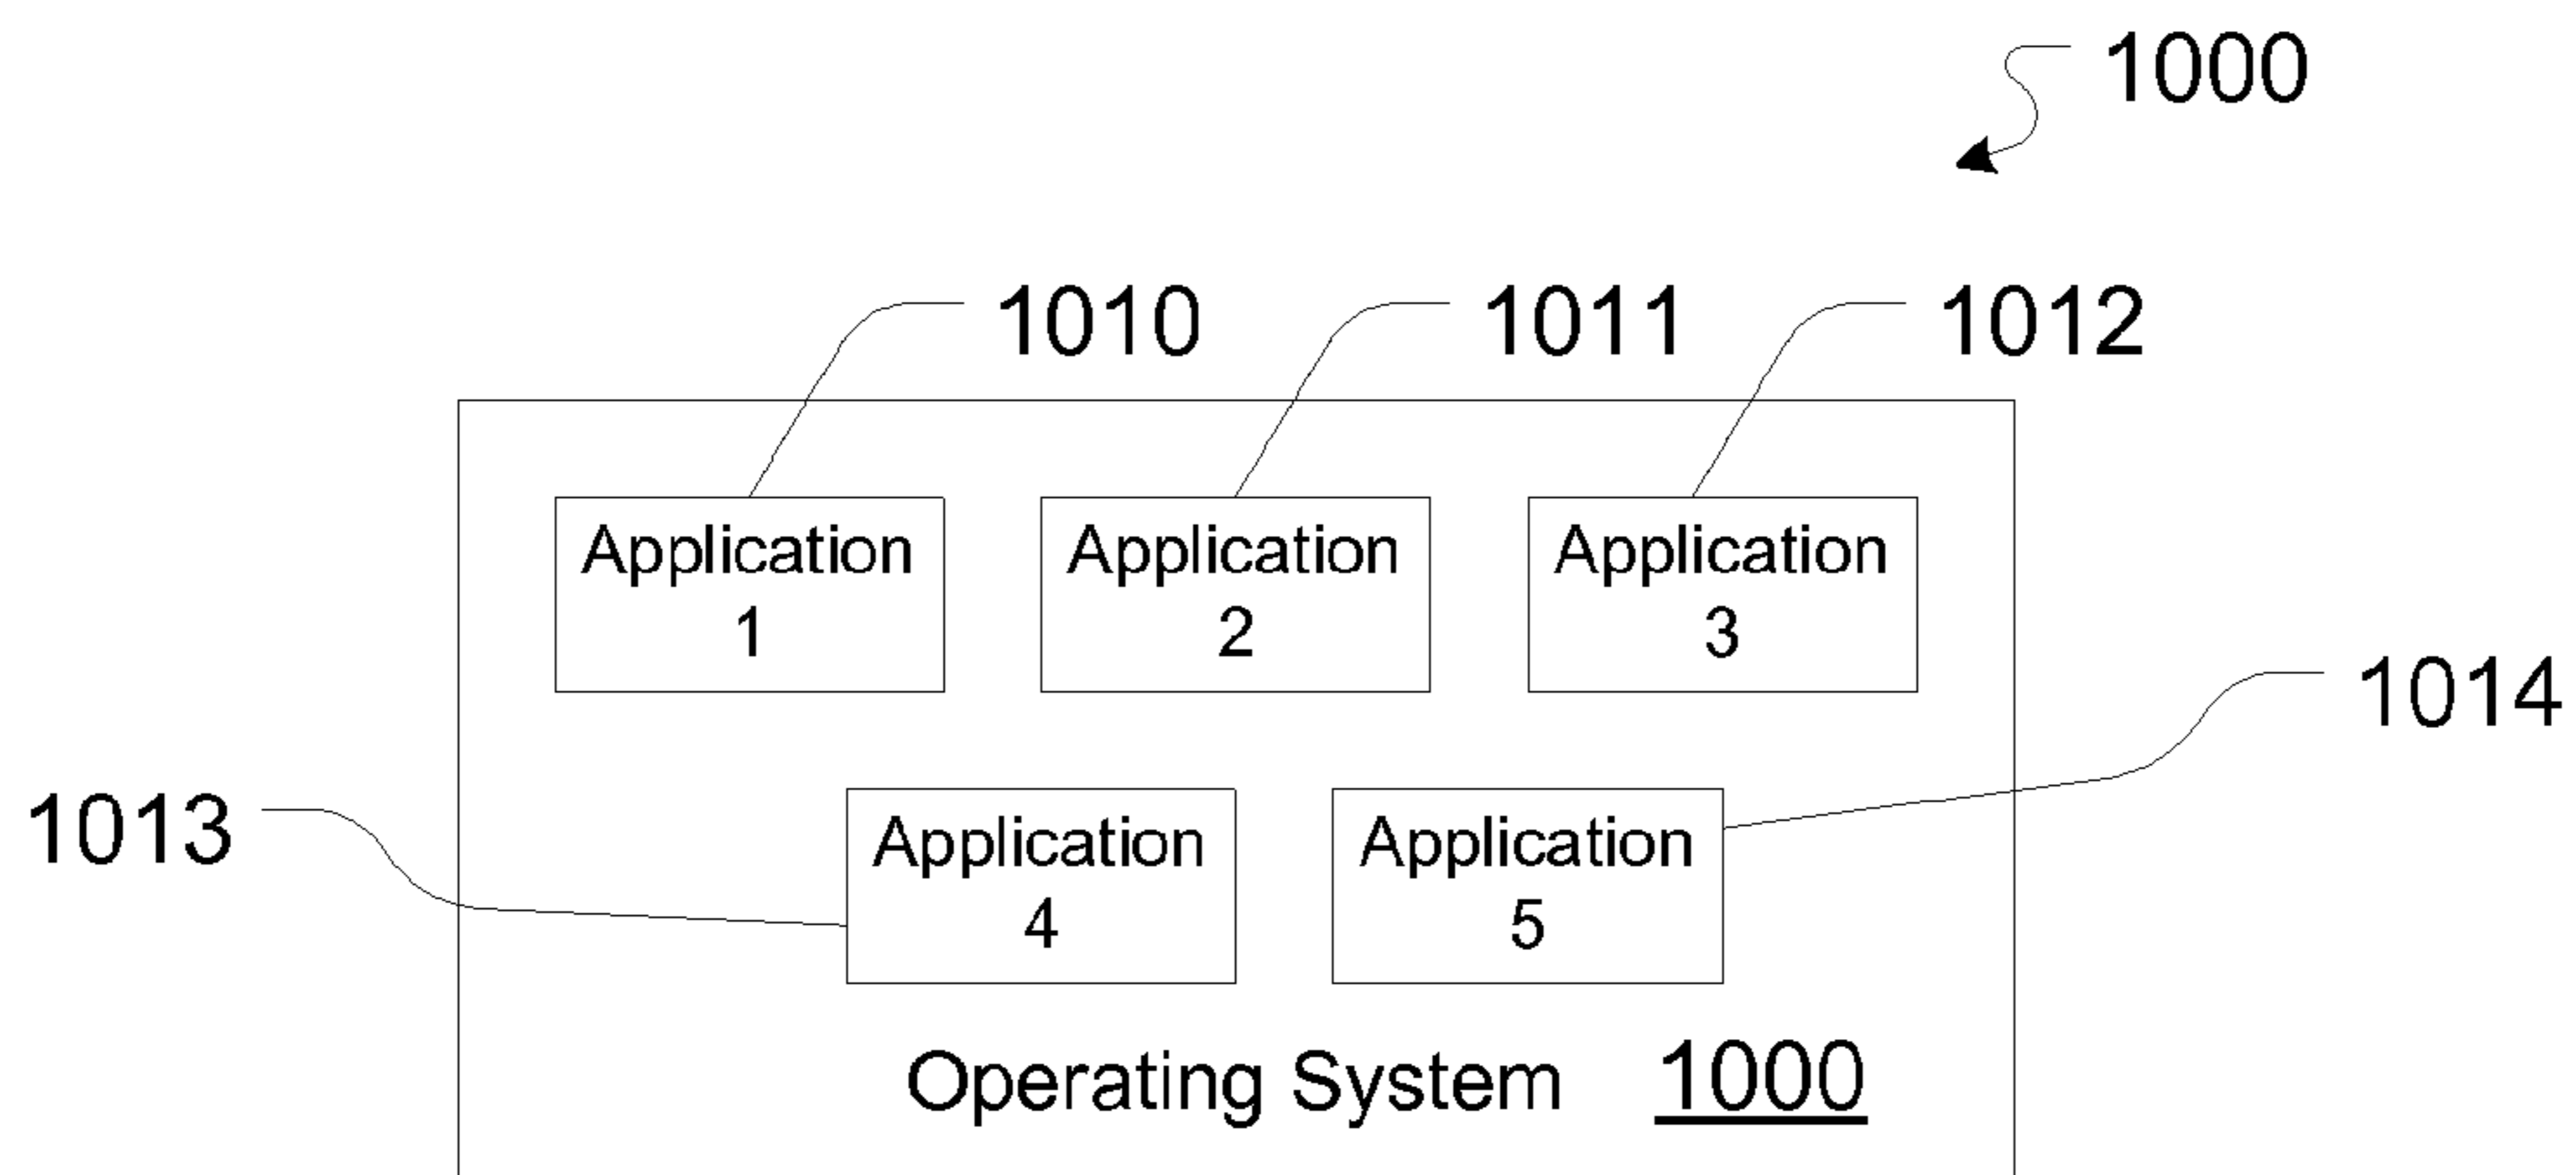 1000
1010
1011
1012
Application
1
Application
2
Application
3
1014
1013
Application
4
Application
5
Operating System 1000